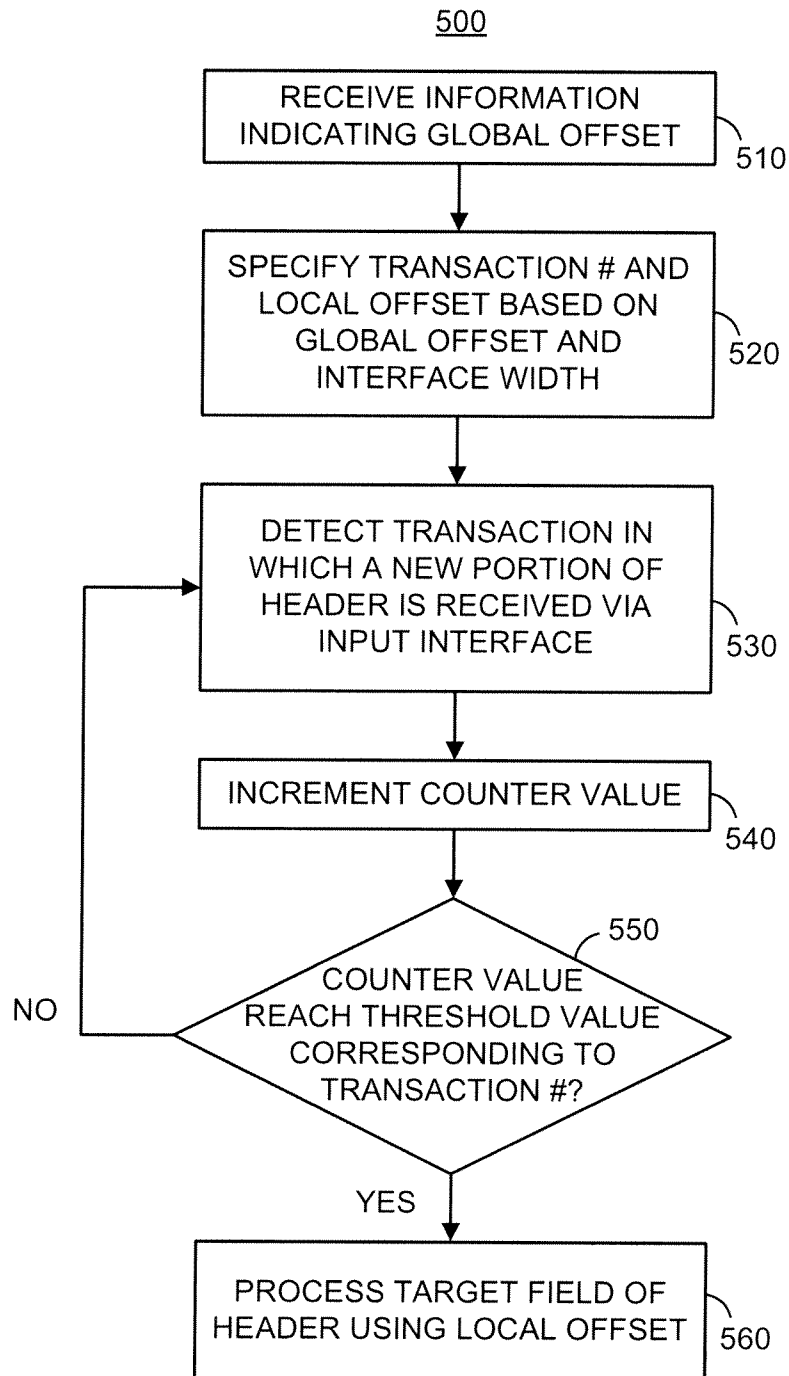 500
RECEIVE INFORMATION
INDICATING GLOBAL OFFSET
510
SPECIFY TRANSACTION # AND
LOCAL OFFSET BASED ON
GLOBAL OFFSET AND
INTERFACE WIDTH
520
DETECT TRANSACTION IN
WHICH A NEW PORTION OF
HEADER IS RECEIVED VIA
INPUT INTERFACE
530
INCREMENT COUNTER VALUE
540
550
COUNTER VALUE
REACH THRESHOLD VALUE
CORRESPONDING TO
TRANSACTION #?
NO
YES
PROCESS TARGET FIELD OF
HEADER USING LOCAL OFFSET
560